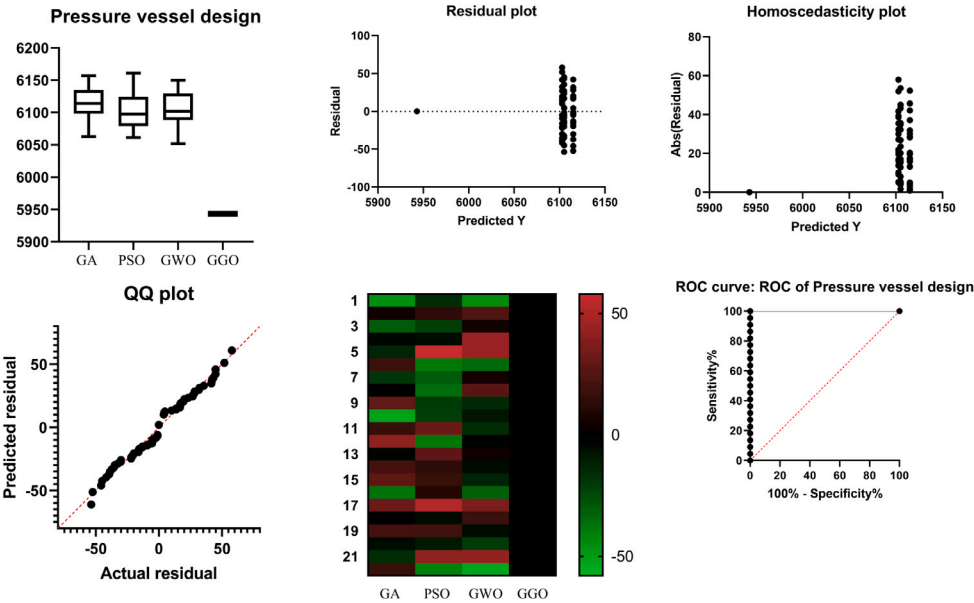 Pressure vessel design
6200
6150
6100
6050
6000
5950
5900
GA PSO GWO GGO
Residual plot
Residual
100
50
0
-50
-100
5900 5950 6000 6050 6100 6150
Predicted Y
Homoscedasticity plot
Abs(Residual)
80
60
40
20
0
5900 5950 6000 6050 6100 6150
Predicted Y
QQ plot
Predicted residual
50
0
-50
-50 0 50
Actual residual
1
3
5
7
9
11
13
15
17
19
21
GA PSO GWO GGO
50
0
-50
ROC curve: ROC of Pressure vessel design
Sensitivity%
100
80
60
40
20
0
0 20 40 60 80 100
100% - Specificity%